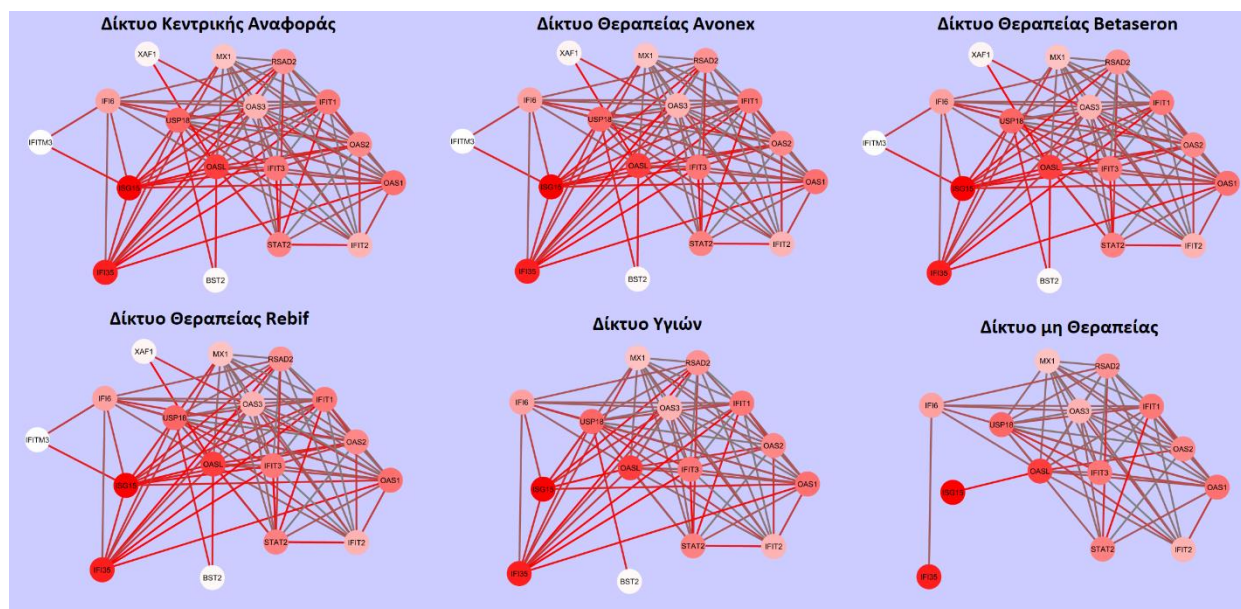 Δίκτυο Κεντρικής Αναφοράς
XAF1
MX1
RSAD2
IFI6
OAS3
IFIT1
USP18
IFITM3
OAS2
OASL
IFIT3
ISG15
OAS1
STAT2
IFIT2
IFI35
BST2
Δίκτυο Θεραπείας Avonex
XAF1
MX1
RSAD2
IFI6
OAS3
IFIT1
USP18
IFITM3
OAS2
OASL
IFIT3
ISG15
OAS1
STAT2
IFIT2
IFI35
BST2
Δίκτυο Θεραπείας Betaseron
XAF1
MX1
RSAD2
IFI6
OAS3
IFIT1
USP18
IFITM3
OAS2
OASL
IFIT3
ISG15
OAS1
STAT2
IFIT2
IFI35
BST2
Δίκτυο Θεραπείας Rebif
XAF1
MX1
RSAD2
IFI6
OAS3
IFIT1
USP18
IFITM3
OAS2
OASL
IFIT3
ISG15
OAS1
STAT2
IFIT2
IFI35
BST2
Δίκτυο Υγιών
MX1
RSAD2
IFI6
OAS3
IFIT1
USP18
OAS2
OASL
IFIT3
ISG15
OAS1
STAT2
IFIT2
IFI35
BST2
Δίκτυο μη Θεραπείας
MX1
RSAD2
IFI6
OAS3
IFIT1
USP18
OAS2
OASL
IFIT3
ISG15
OAS1
STAT2
IFIT2
IFI35